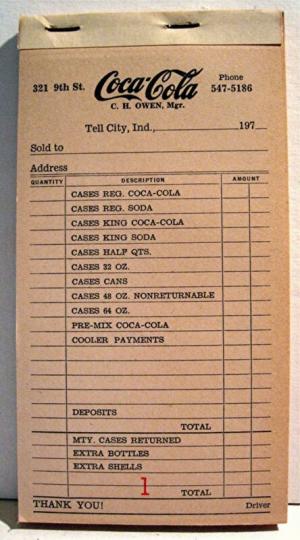 321 9th St. Coca-Cola Phone 547-5186
C. H. OWEN, Mgr.
Tell City, Ind., 197
Sold to
Address
QUANTITY DESCRIPTION AMOUNT
CASES REG. COCA-COLA
CASES REG. SODA
CASES KING COCA-COLA
CASES KING SODA
CASES HALF QTS.
CASES 32 OZ.
CASES CANS
CASES 48 OZ. NONRETURNABLE
CASES 64 OZ.
PRE-MIX COCA-COLA
COOLER PAYMENTS
DEPOSITS
TOTAL
MTY. CASES RETURNED
EXTRA BOTTLES
EXTRA SHELLS
1
TOTAL
THANK YOU! Driver